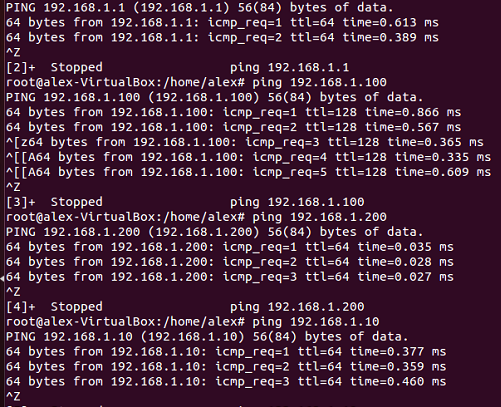 PING 192.168.1.1 (192.168.1.1) 56(84) bytes of data.
64 bytes from 192.168.1.1: icmp_req=1 ttl=64 time=0.613 ms
64 bytes from 192.168.1.1: icmp_req=2 ttl=64 time=0.389 ms
^Z
[2]+  Stopped                 ping 192.168.1.1
root@alex-VirtualBox:/home/alex# ping 192.168.1.100
PING 192.168.1.100 (192.168.1.100) 56(84) bytes of data.
64 bytes from 192.168.1.100: icmp_req=1 ttl=128 time=0.866 ms
64 bytes from 192.168.1.100: icmp_req=2 ttl=128 time=0.567 ms
^[z64 bytes from 192.168.1.100: icmp_req=3 ttl=128 time=0.365 ms
^[[A64 bytes from 192.168.1.100: icmp_req=4 ttl=128 time=0.335 ms
^[[A64 bytes from 192.168.1.100: icmp_req=5 ttl=128 time=0.609 ms
^Z
[3]+  Stopped                 ping 192.168.1.100
root@alex-VirtualBox:/home/alex# ping 192.168.1.200
PING 192.168.1.200 (192.168.1.200) 56(84) bytes of data.
64 bytes from 192.168.1.200: icmp_req=1 ttl=64 time=0.035 ms
64 bytes from 192.168.1.200: icmp_req=2 ttl=64 time=0.028 ms
64 bytes from 192.168.1.200: icmp_req=3 ttl=64 time=0.027 ms
^Z
[4]+  Stopped                 ping 192.168.1.200
root@alex-VirtualBox:/home/alex# ping 192.168.1.10
PING 192.168.1.10 (192.168.1.10) 56(84) bytes of data.
64 bytes from 192.168.1.10: icmp_req=1 ttl=64 time=0.377 ms
64 bytes from 192.168.1.10: icmp_req=2 ttl=64 time=0.359 ms
64 bytes from 192.168.1.10: icmp_req=3 ttl=64 time=0.460 ms
^Z